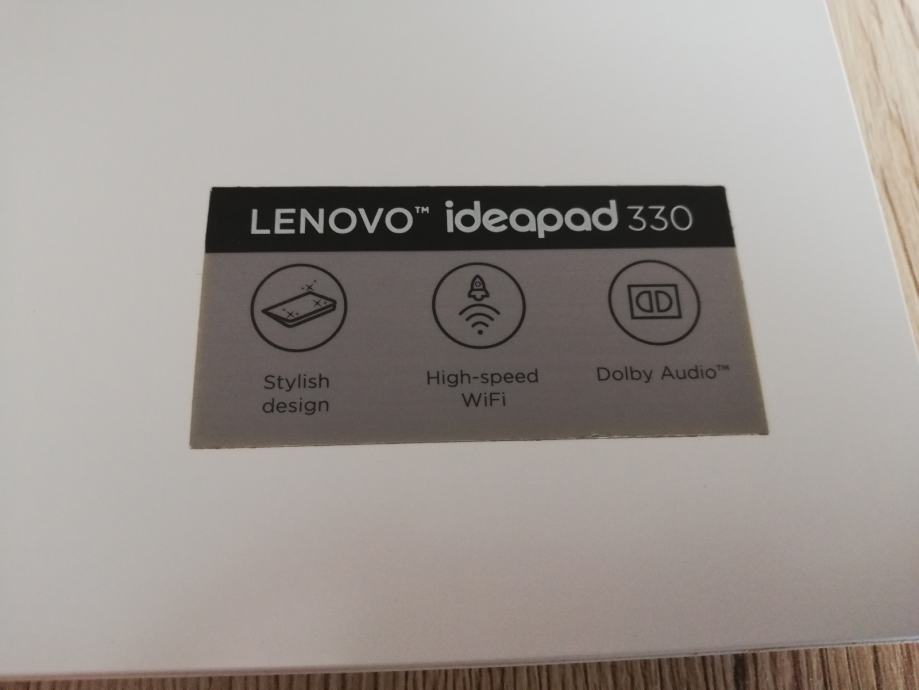 LENOVO™ ideapad 330
Stylish
design
High-speed
WiFi
Dolby Audio™